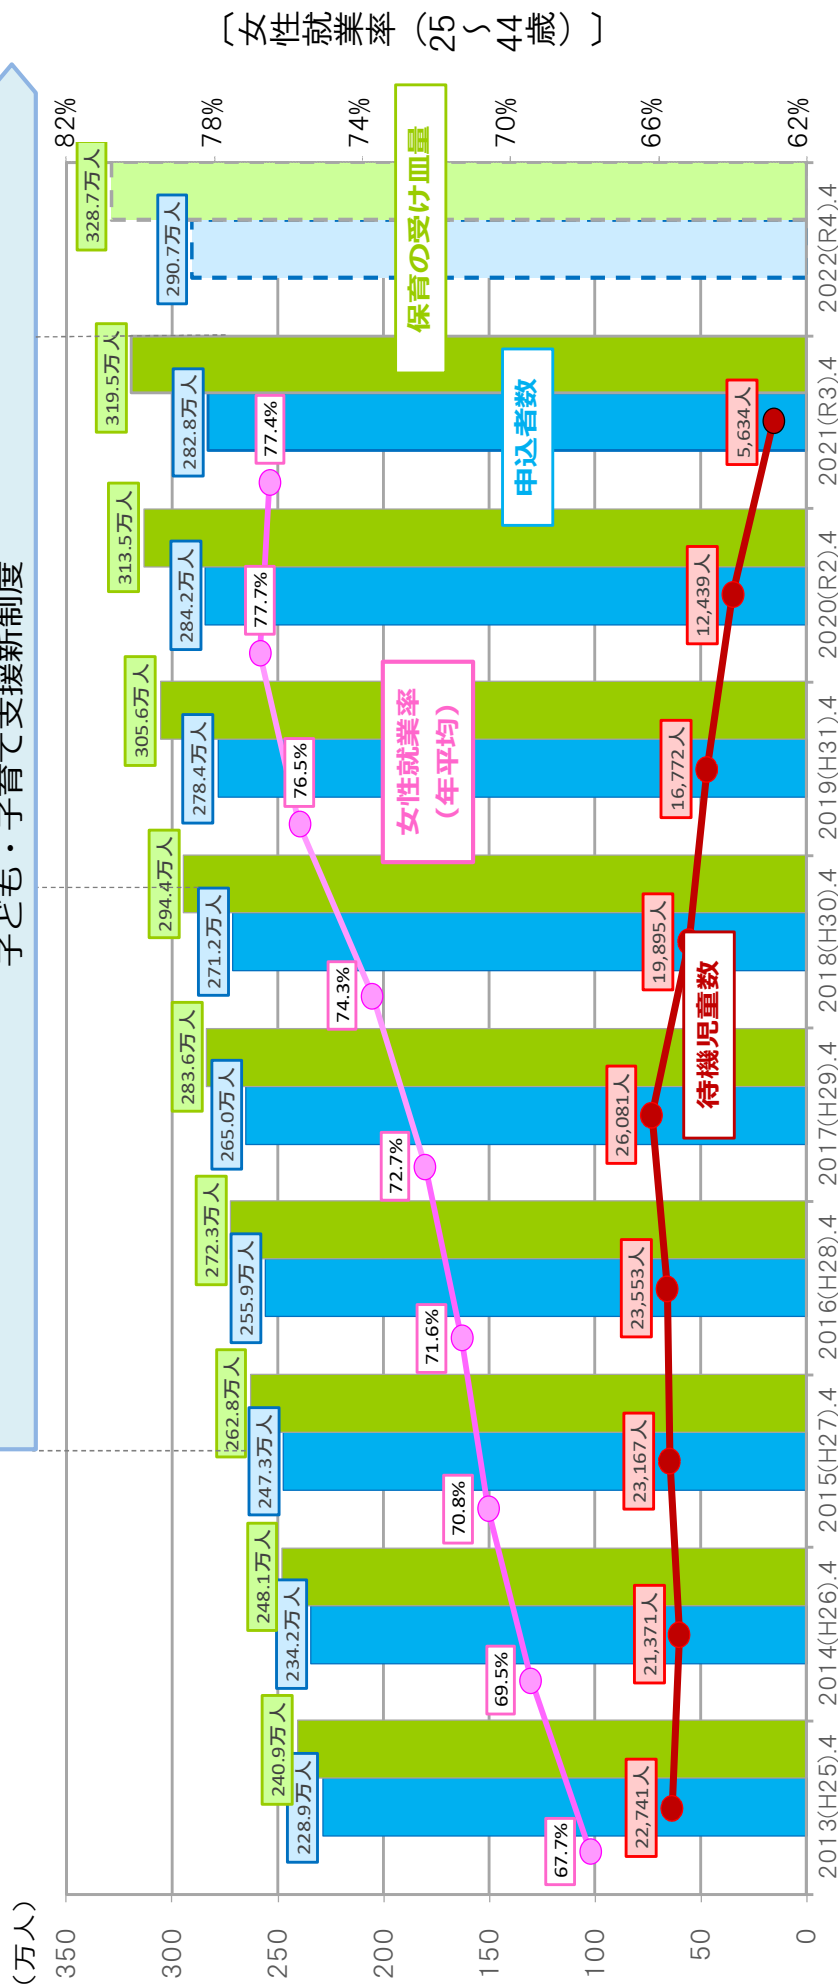 子ども・子育て支援新制度
(万人)
〔女性就業率（25～44歳）〕
350
300
250
200
150
100
50
0
82%
78%
74%
70%
66%
62%
240.9万人
228.9万人
248.1万人
234.2万人
262.8万人
247.3万人
272.3万人
255.9万人
283.6万人
265.0万人
294.4万人
271.2万人
305.6万人
278.4万人
313.5万人
284.2万人
319.5万人
282.8万人
328.7万人
290.7万人
67.7%
69.5%
70.8%
71.6%
72.7%
74.3%
76.5%
77.7%
77.4%
保育の受け皿量
申込者数
女性就業率
(年平均)
待機児童数
22,741人
21,371人
23,167人
23,553人
26,081人
19,895人
16,772人
12,439人
5,634人
2013(H25).4
2014(H26).4
2015(H27).4
2016(H28).4
2017(H29).4
2018(H30).4
2019(H31).4
2020(R2).4
2021(R3).4
2022(R4).4